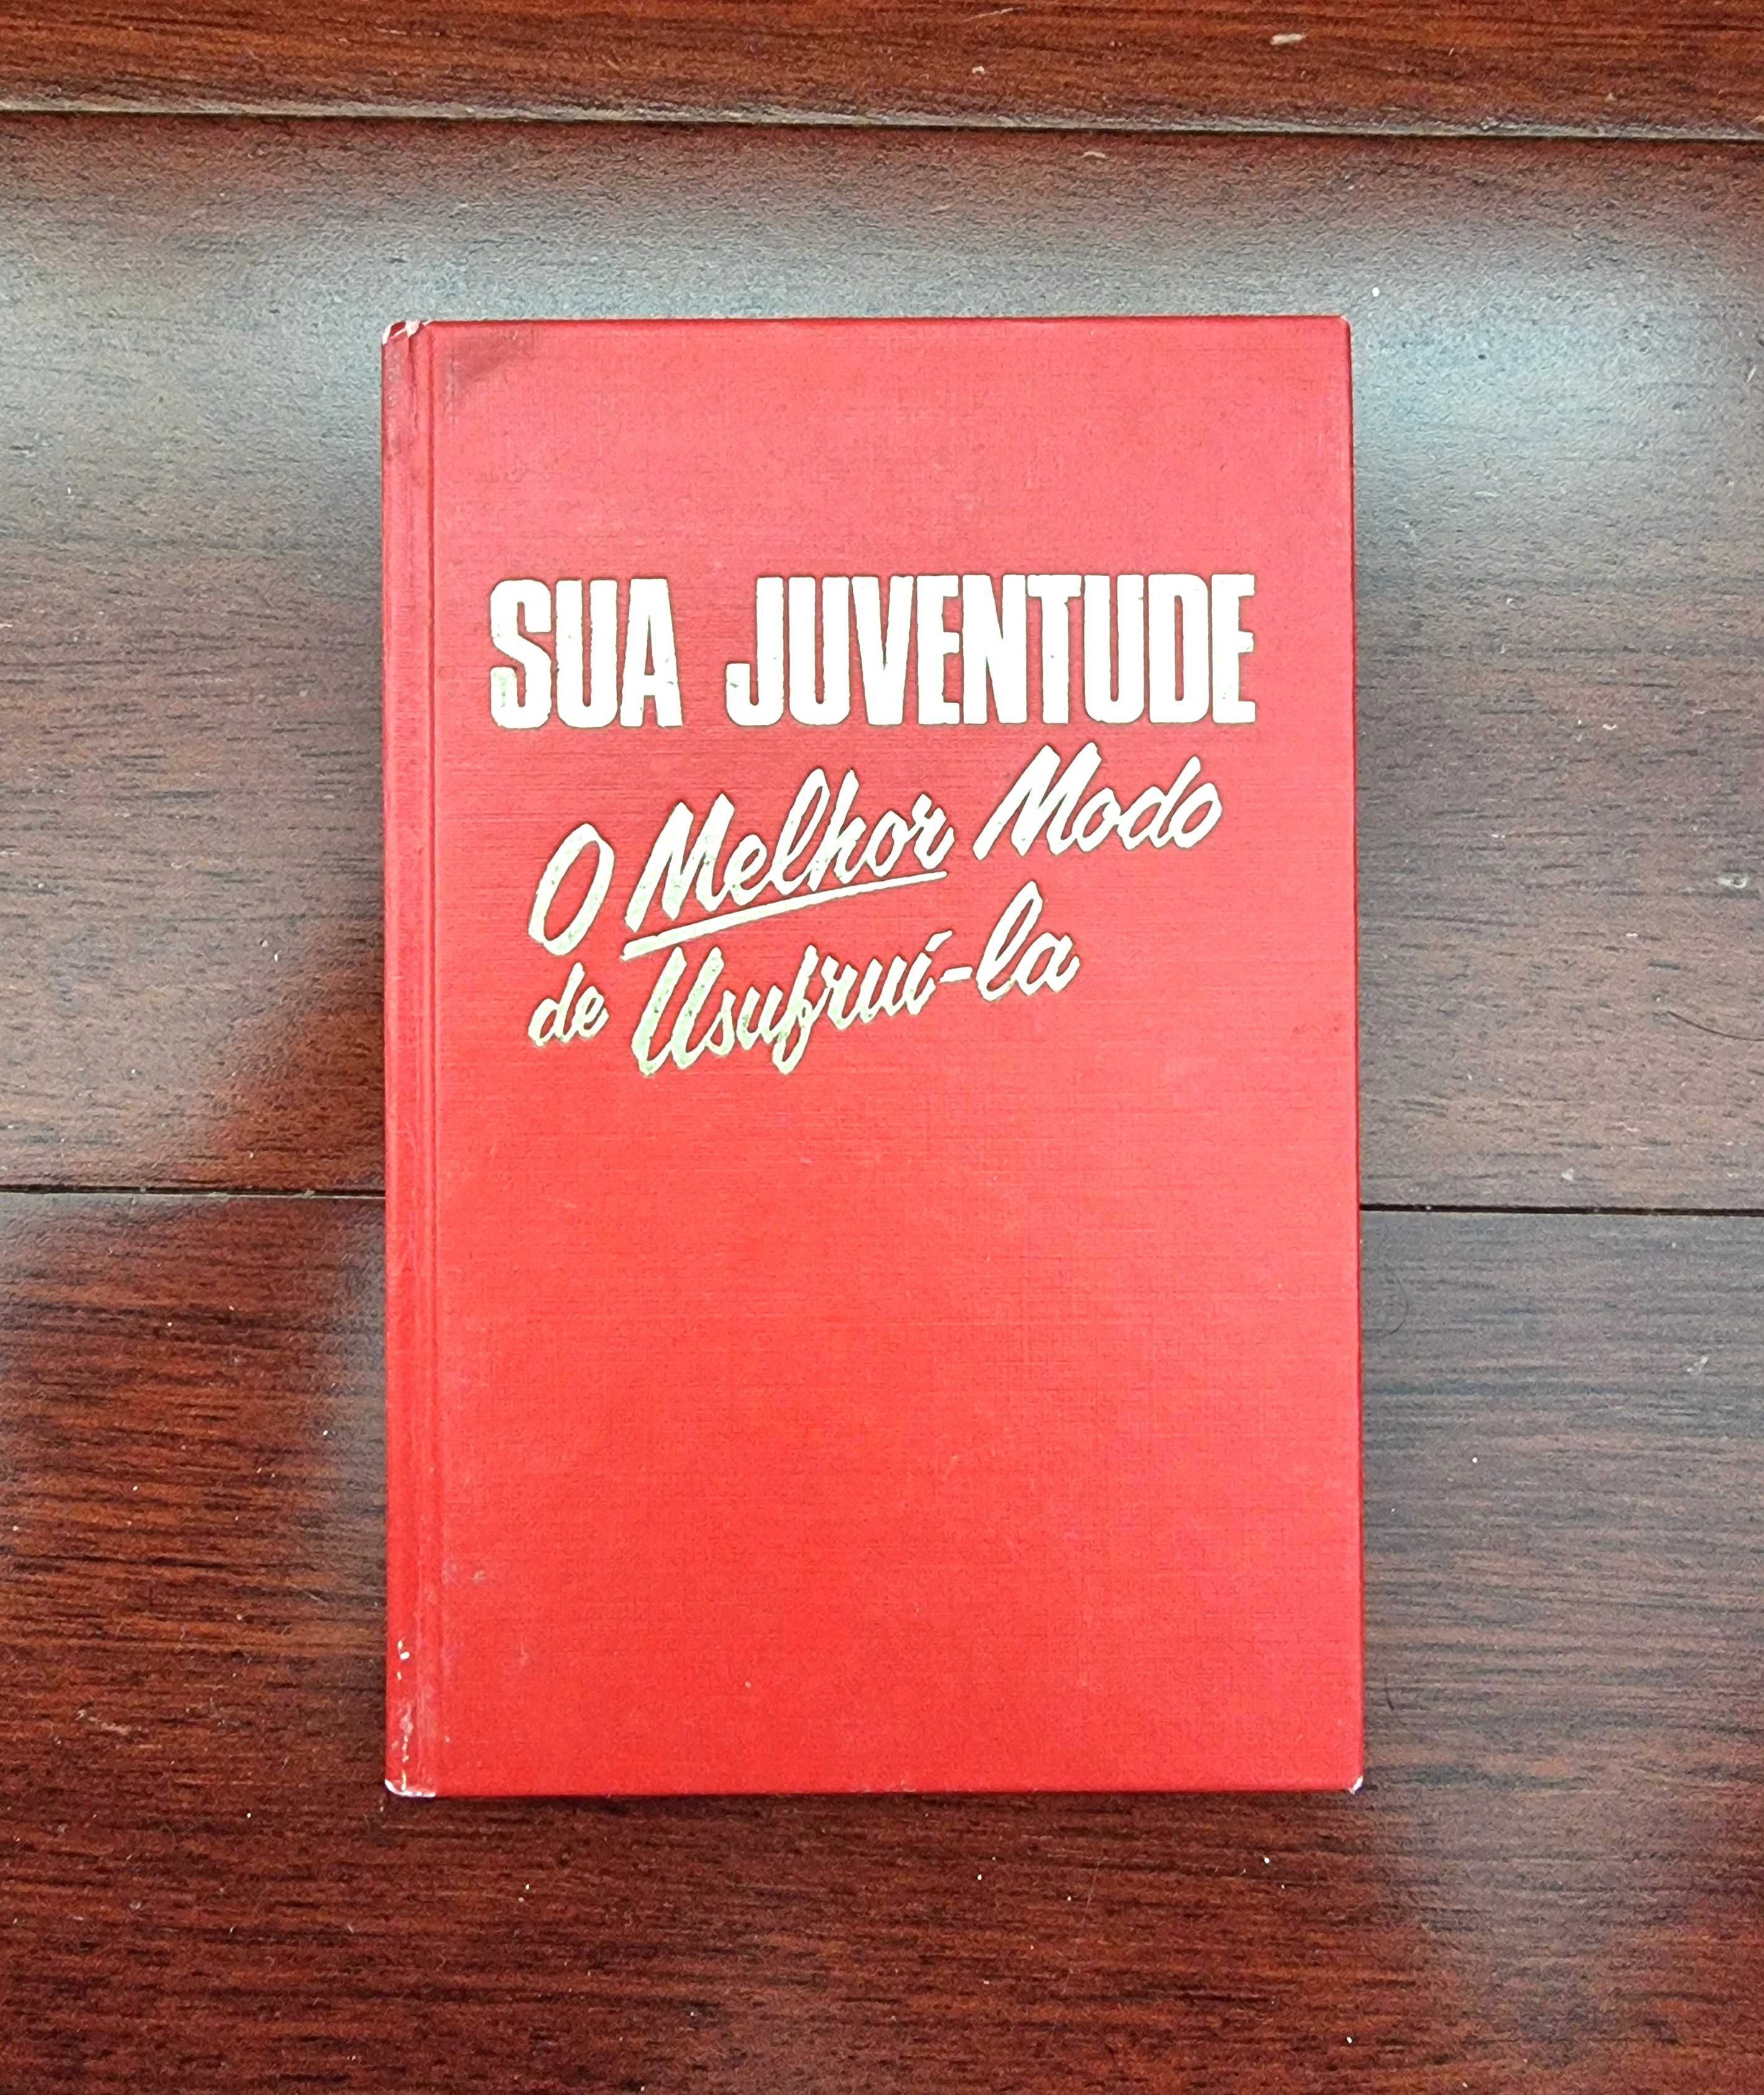 SUA JUVENTUDE
O Melhor Modo
de Usufruí-la